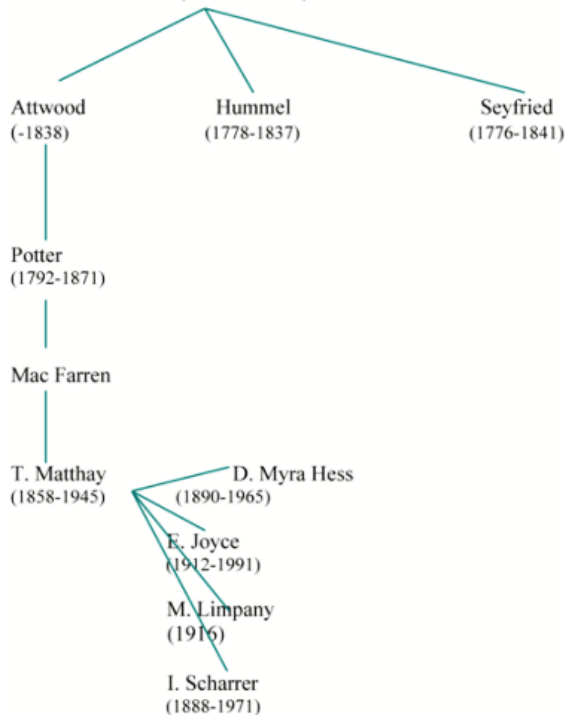 Attwood
(-1838)
Hummel
(1778-1837)
Seyfried
(1776-1841)
Potter
(1792-1871)
Mac Farren
T. Matthay
(1858-1945)
D. Myra Hess
(1890-1965)
E. Joyce
(1912-1991)
M. Limpany
(1916)
I. Scharrer
(1888-1971)